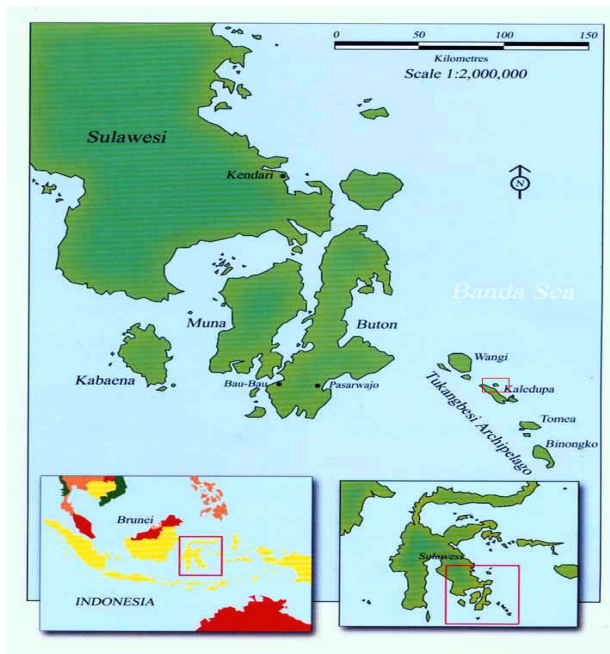 0 50 100 150
Kilometres
Scale 1:2,000,000
Sulawesi
Kendari
N
Banda Sea
Muna
Buton
Wangi
Kabaena
Bau-Bau
Pasarwajo
Kaledupa
Tukangbesi Archipelago
Tomea
Binongko
Brunei
INDONESIA
Sulawesi